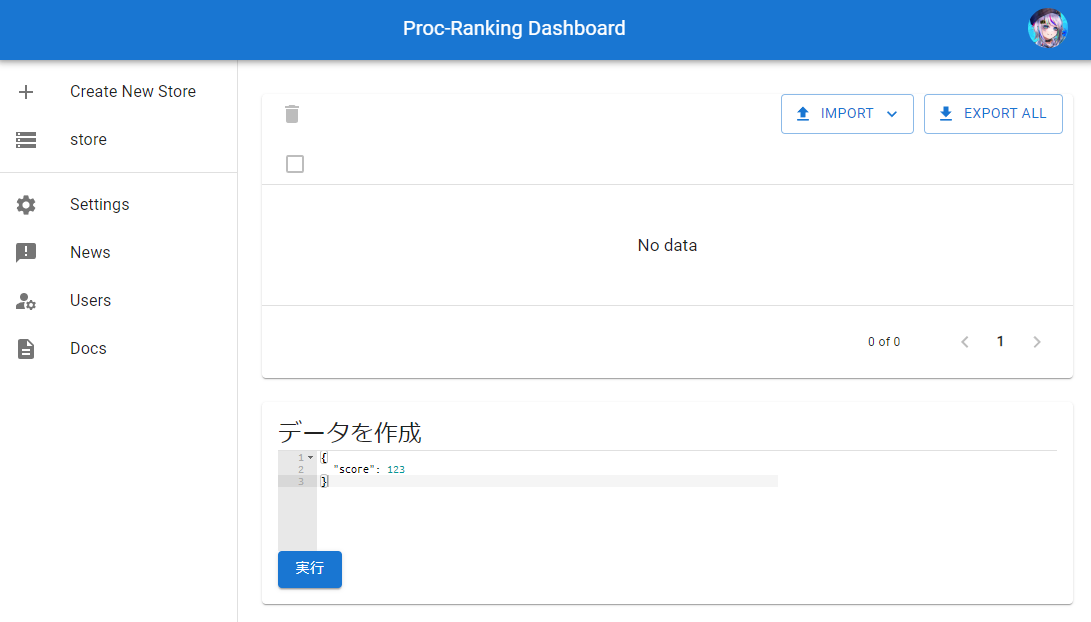 Proc-Ranking Dashboard
Create New Store
store
Settings
News
Users
Docs
IMPORT
EXPORT ALL
No data
0 of 0
1
データを作成
1 {
2 "score": 123
3 }
実行